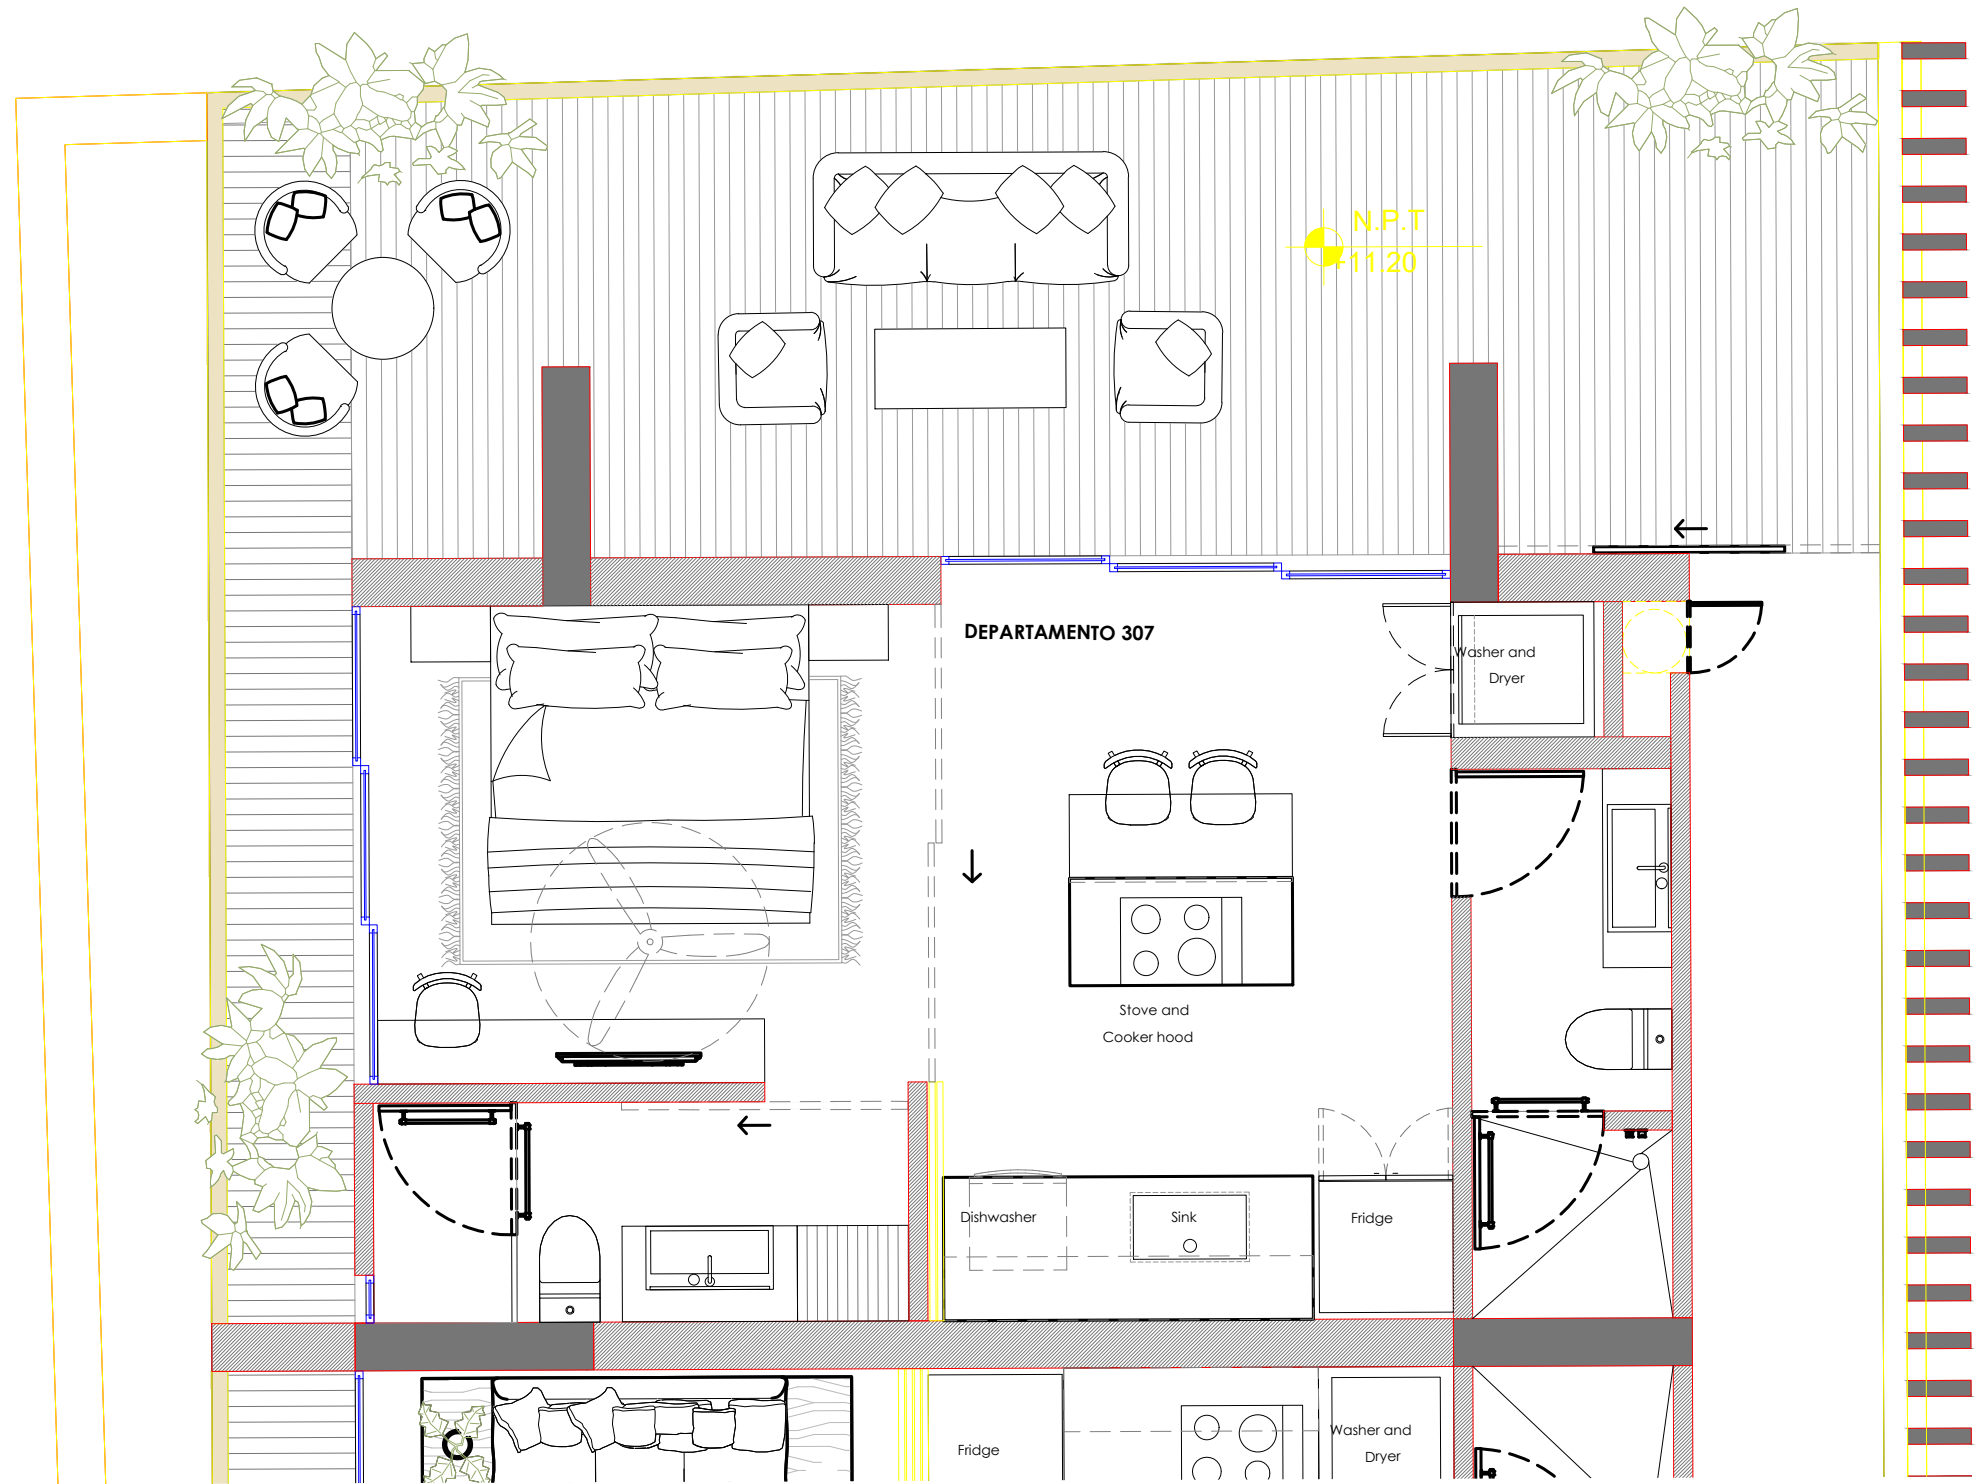 N.P.T
+11.20
DEPARTAMENTO 307
Washer and
Dryer
Stove and
Cooker hood
Dishwasher
Sink
Fridge
Fridge
Washer and
Dryer